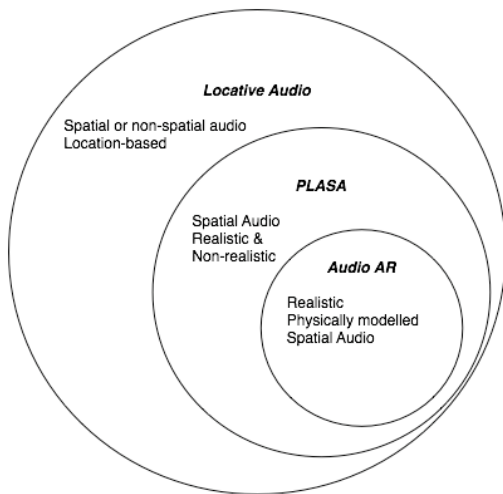 Locative Audio
Spatial or non-spatial audio
Location-based
PLASA
Spatial Audio
Realistic &
Non-realistic
Audio AR
Realistic
Physically modelled
Spatial Audio